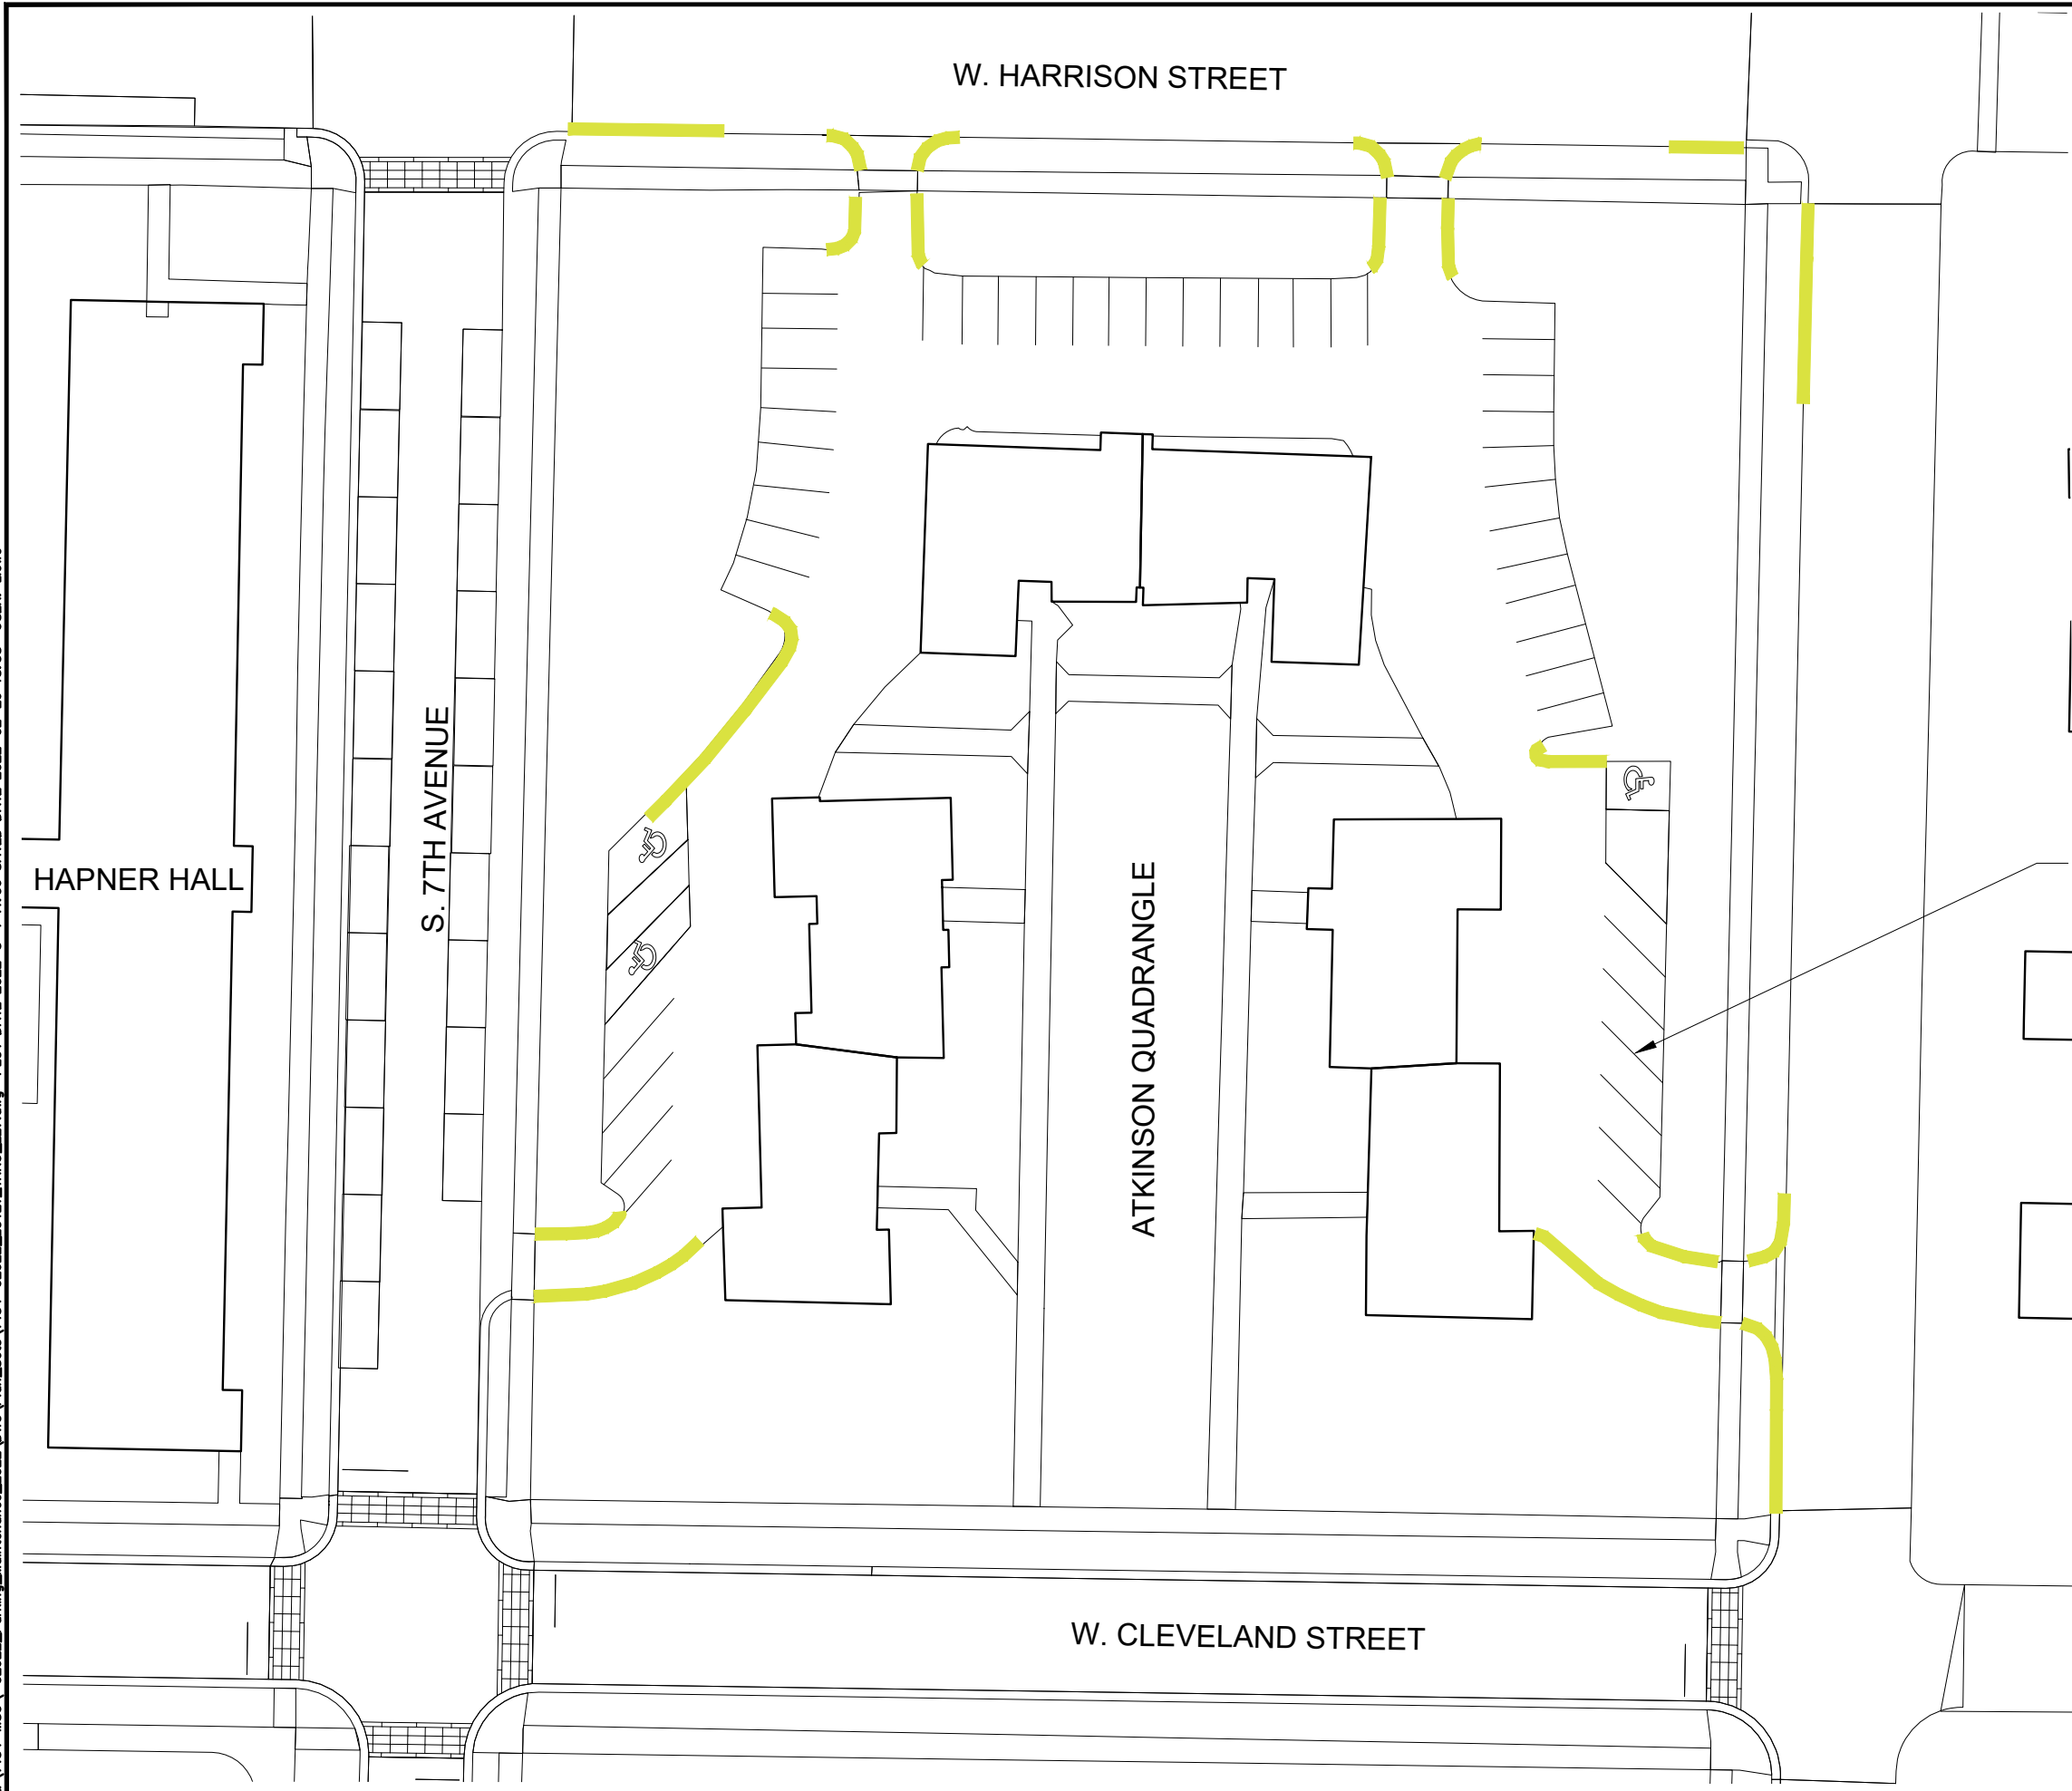 W. HARRISON STREET
S. 7TH AVENUE
HAPNER HALL
ATKINSON QUADRANGLE
W. CLEVELAND STREET